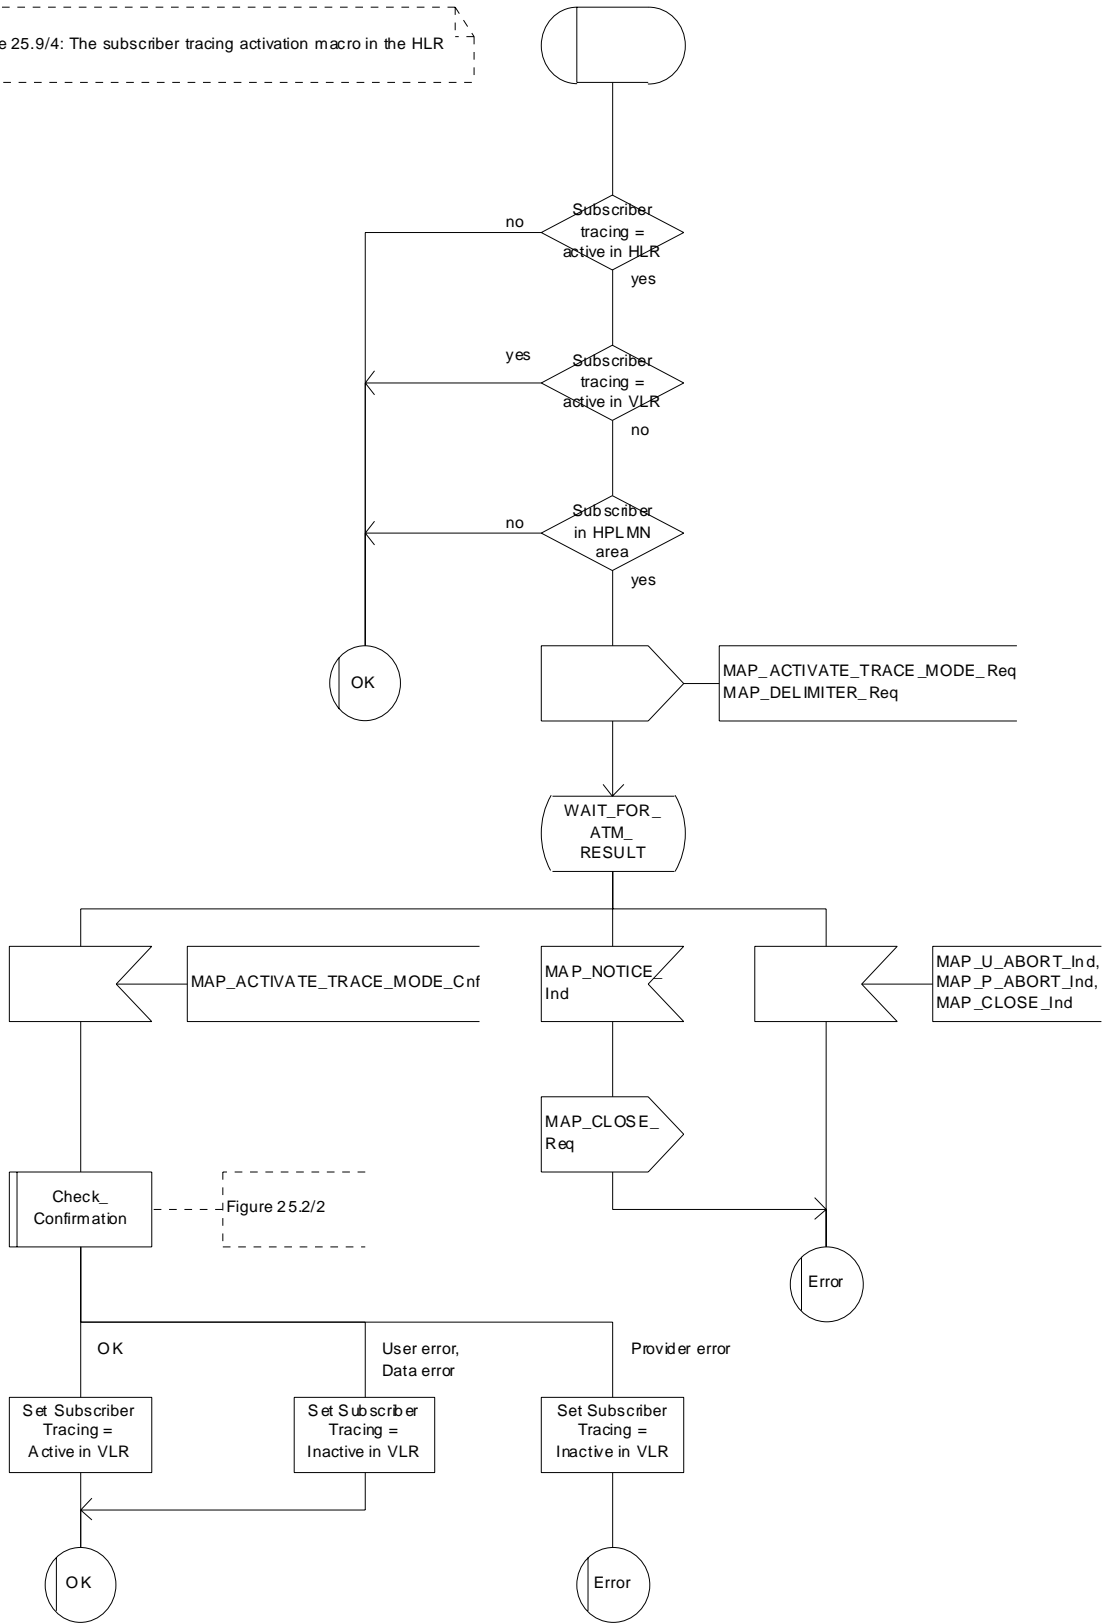 e 25.9/4: The subscriber tracing activation macro in the HLR
Subscriber
tracing =
active in HLR
no
yes
Subscriber
tracing =
active in VLR
yes
no
Subscriber
in HPLMN
area
no
yes
OK
MAP_ACTIVATE_TRACE_MODE_Req
MAP_DELIMITER_Req
WAIT_FOR_
ATM_
RESULT
MAP_ACTIVATE_TRACE_MODE_Cnf
MAP_NOTICE_
Ind
MAP_U_ABORT_Ind,
MAP_P_ABORT_Ind,
MAP_CLOSE_Ind
MAP_CLOSE_
Req
Check_
Confirmation
Figure 25.2/2
Error
OK
User error,
Data error
Provider error
Set Subscriber
Tracing =
Active in VLR
Set Subscriber
Tracing =
Inactive in VLR
Set Subscriber
Tracing =
Inactive in VLR
OK
Error